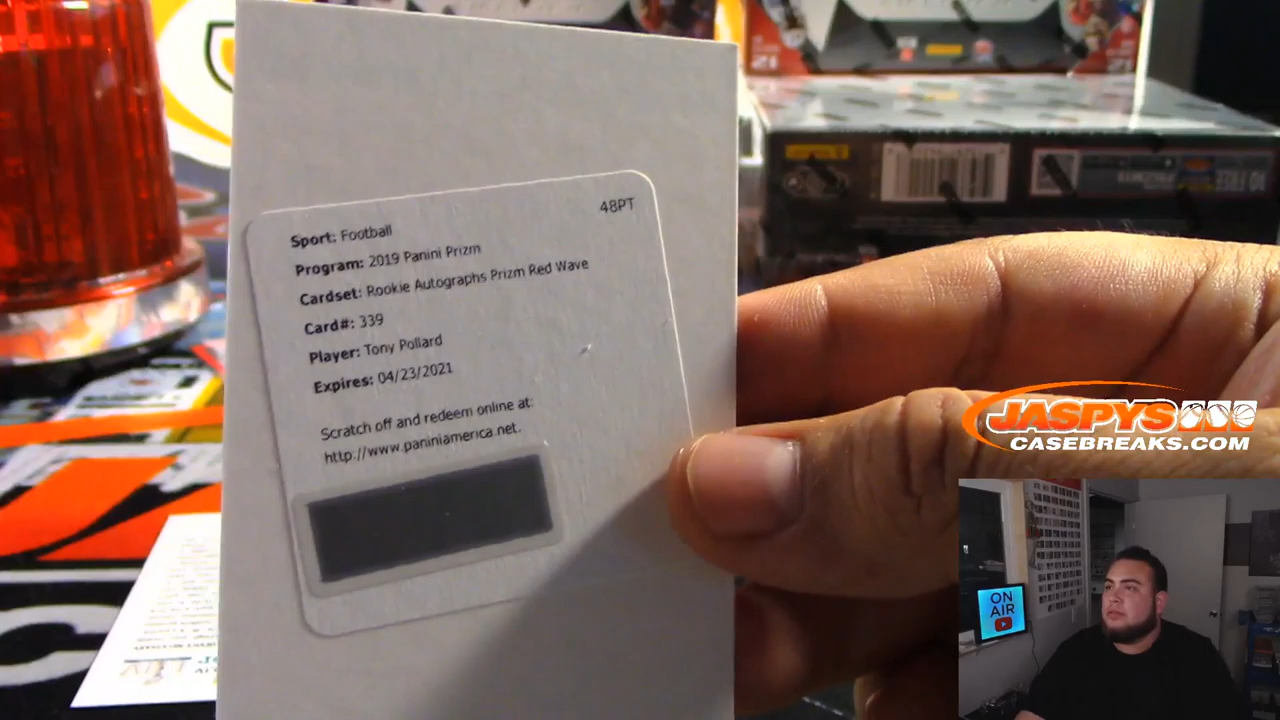 48PT
Sport: Football
Program: 2019 Panini Prizm
Cardset: Rookie Autographs Prizm Red Wave
Card#: 339
Player: Tony Pollard
Expires: 04/23/2021
Scratch off and redeem online at:
http://www.paniniamerica.net.
JASPYS
CASEBREAKS.COM
ON
AIR